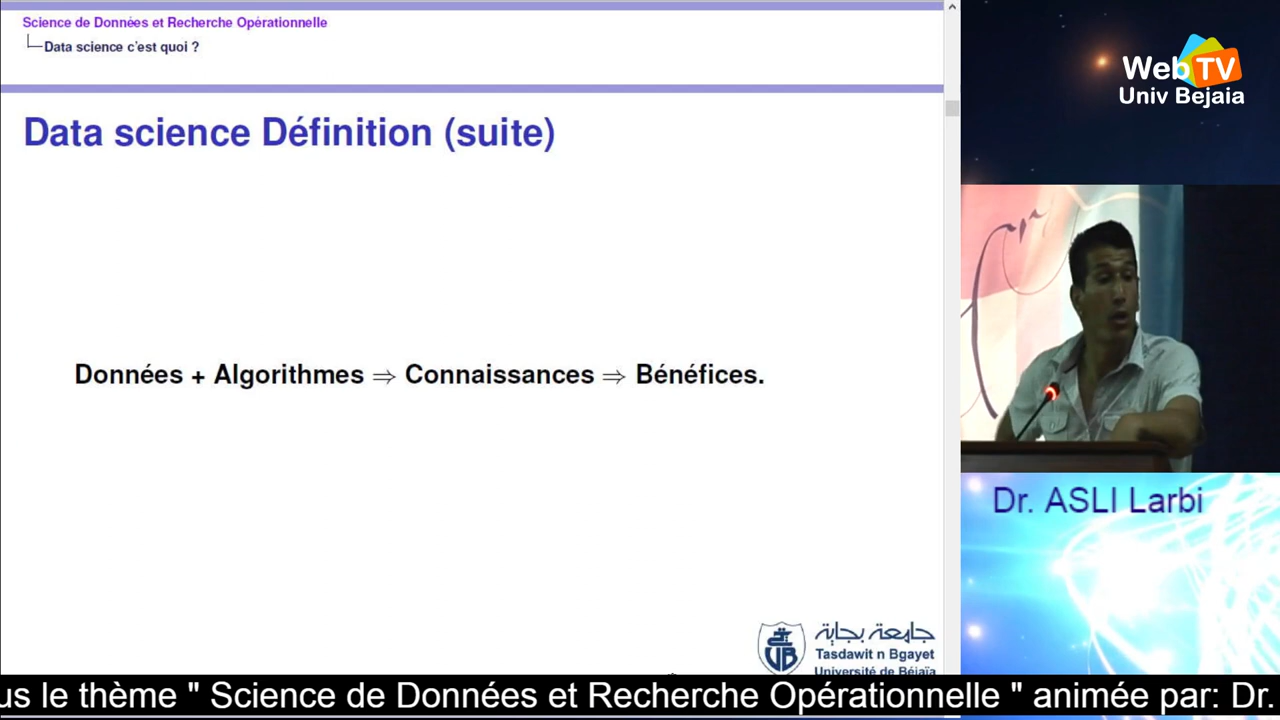 Science de Données et Recherche Opérationnelle
Data science c'est quoi ?
Data science Définition (suite)
Données + Algorithmes ⇒ Connaissances ⇒ Bénéfices.
جامعة بجاية
Tasdawit n Bgayet
Université de Béjaïa
UB
Web TV
Univ Bejaia
Dr. ASLI Larbi
us le thème " Science de Données et Recherche Opérationnelle " animée par: Dr.